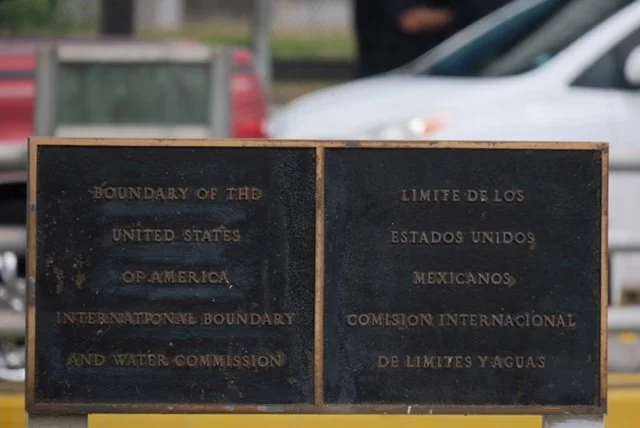 BOUNDARY OF THE
UNITED STATES
OF AMERICA
INTERNATIONAL BOUNDARY
AND WATER COMMISSION
LIMITE DE LOS
ESTADOS UNIDOS
MEXICANOS
COMISION INTERNACIONAL
DE LIMITES Y AGUAS